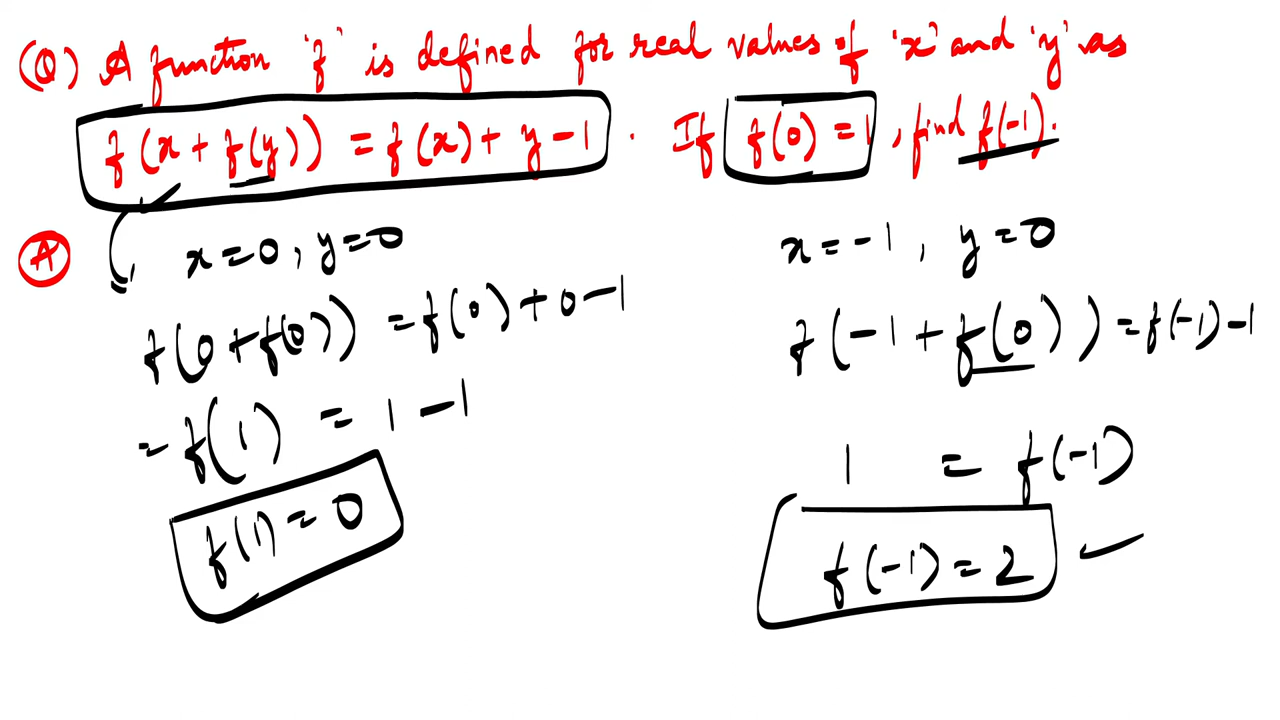 (Q) A function 'f' is defined for real values of 'x' and 'y' as
f(x + f(y)) = f(x) + y - 1 . If f(0) = 1, find f(-1).
(A)
x = 0, y = 0
f(0 + f(0)) = f(0) + 0 - 1
= f(1) = 1 - 1
f(1) = 0
x = -1, y = 0
f(-1 + f(0)) = f(-1) - 1
1 = f(-1)
f(-1) = 2